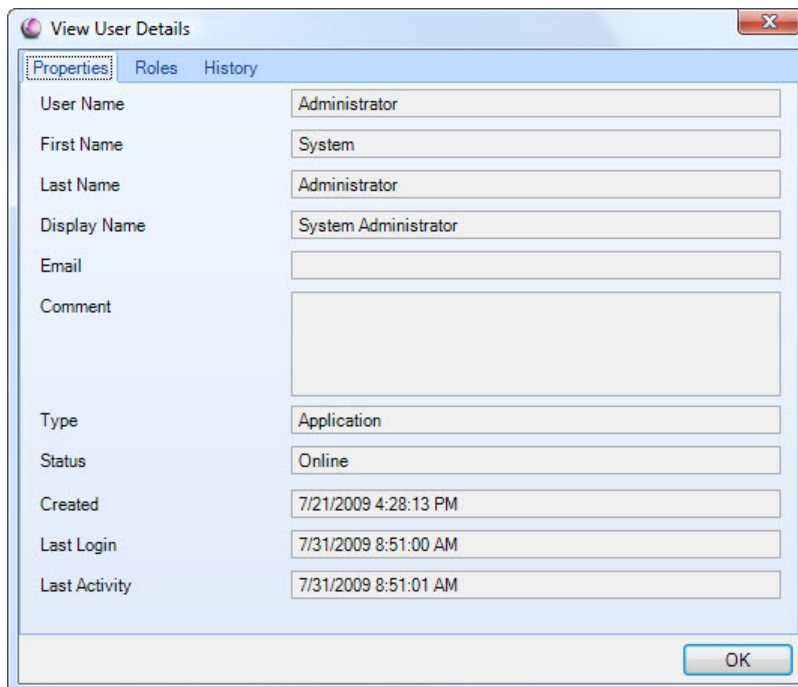 View User Details
Properties Roles History
User Name Administrator
First Name System
Last Name Administrator
Display Name System Administrator
Email
Comment
Type Application
Status Online
Created 7/21/2009 4:28:13 PM
Last Login 7/31/2009 8:51:00 AM
Last Activity 7/31/2009 8:51:01 AM
OK